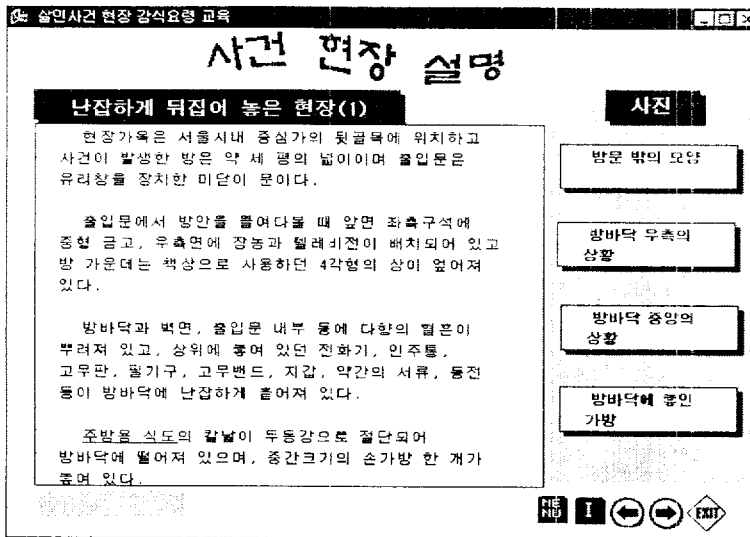 살인사건 현장 감식요령 교육
사건 현장 설명
난잡하게 뒤집어 놓은 현장(1)
현장가옥은 서울시내 중심가의 뒷골목에 위치하고
사건이 발생한 방은 약 세 평의 넓이이며 출입문은
유리창을 장치한 미닫이 문이다.
출입문에서 방안을 들여다볼 때 앞면 좌측구석에
중형 금고, 우측면에 장농과 텔레비전이 배치되어 있고
방 가운데는 책상으로 사용하던 4각형의 상이 엎어져
있다.
방바닥과 벽면, 출입문 내부 등에 다량의 혈흔이
뿌려져 있고, 상위에 놓여 있던 전화기, 인주통,
고무판, 필기구, 고무밴드, 지갑, 약간의 서류, 동전
등이 방바닥에 난잡하게 흩어져 있다.
주방용 식도의 칼날이 두동강으로 절단되어
방바닥에 떨어져 있으며, 중간크기의 손가방 한 개가
놓여 있다.
사진
방문 밖의 모양
방바닥 우측의
상황
방바닥 중앙의
상황
방바닥에 놓인
가방
ME
NU
I
EXIT